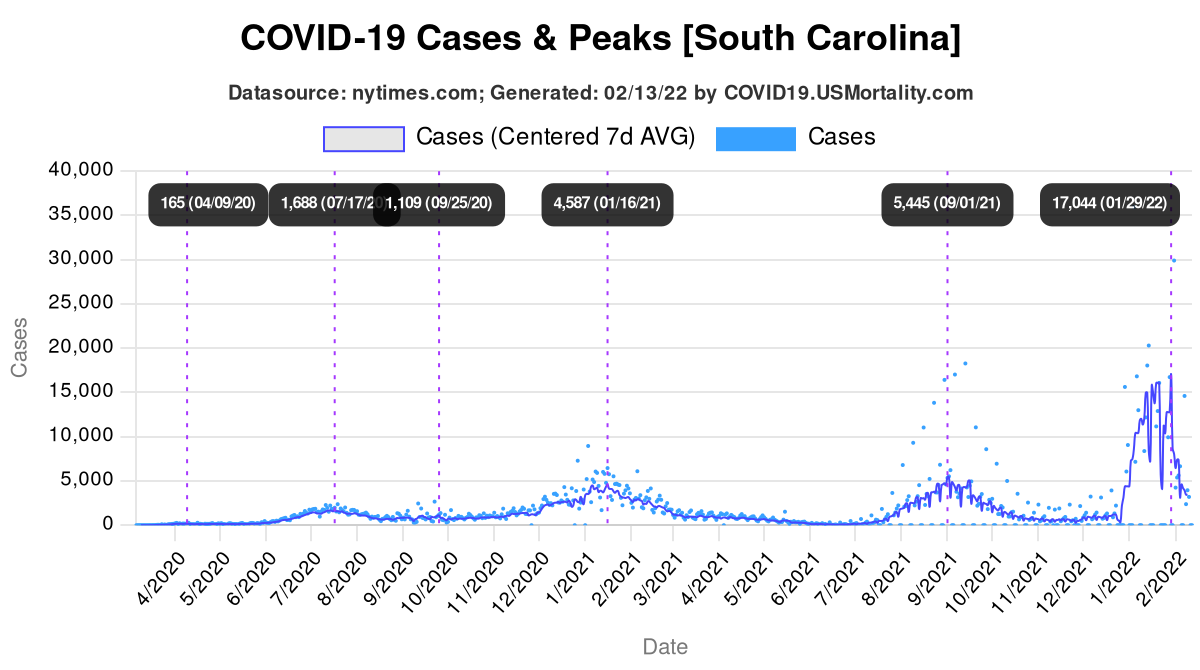 COVID-19 Cases & Peaks [South Carolina]
Datasource: nytimes.com; Generated: 02/13/22 by COVID19.USMortality.com
Cases (Centered 7d AVG) Cases
40,000
165 (04/09/20) 1,688 (07/17/20) 1,109 (09/25/20) 4,587 (01/16/21) 5,445 (09/01/21) 17,044 (01/29/22)
35,000
30,000
25,000
20,000
15,000
10,000
5,000
0
Cases
4/2020 5/2020 6/2020 7/2020 8/2020 9/2020 10/2020 11/2020 12/2020 1/2021 2/2021 3/2021 4/2021 5/2021 6/2021 7/2021 8/2021 9/2021 10/2021 11/2021 12/2021 1/2022 2/2022
Date